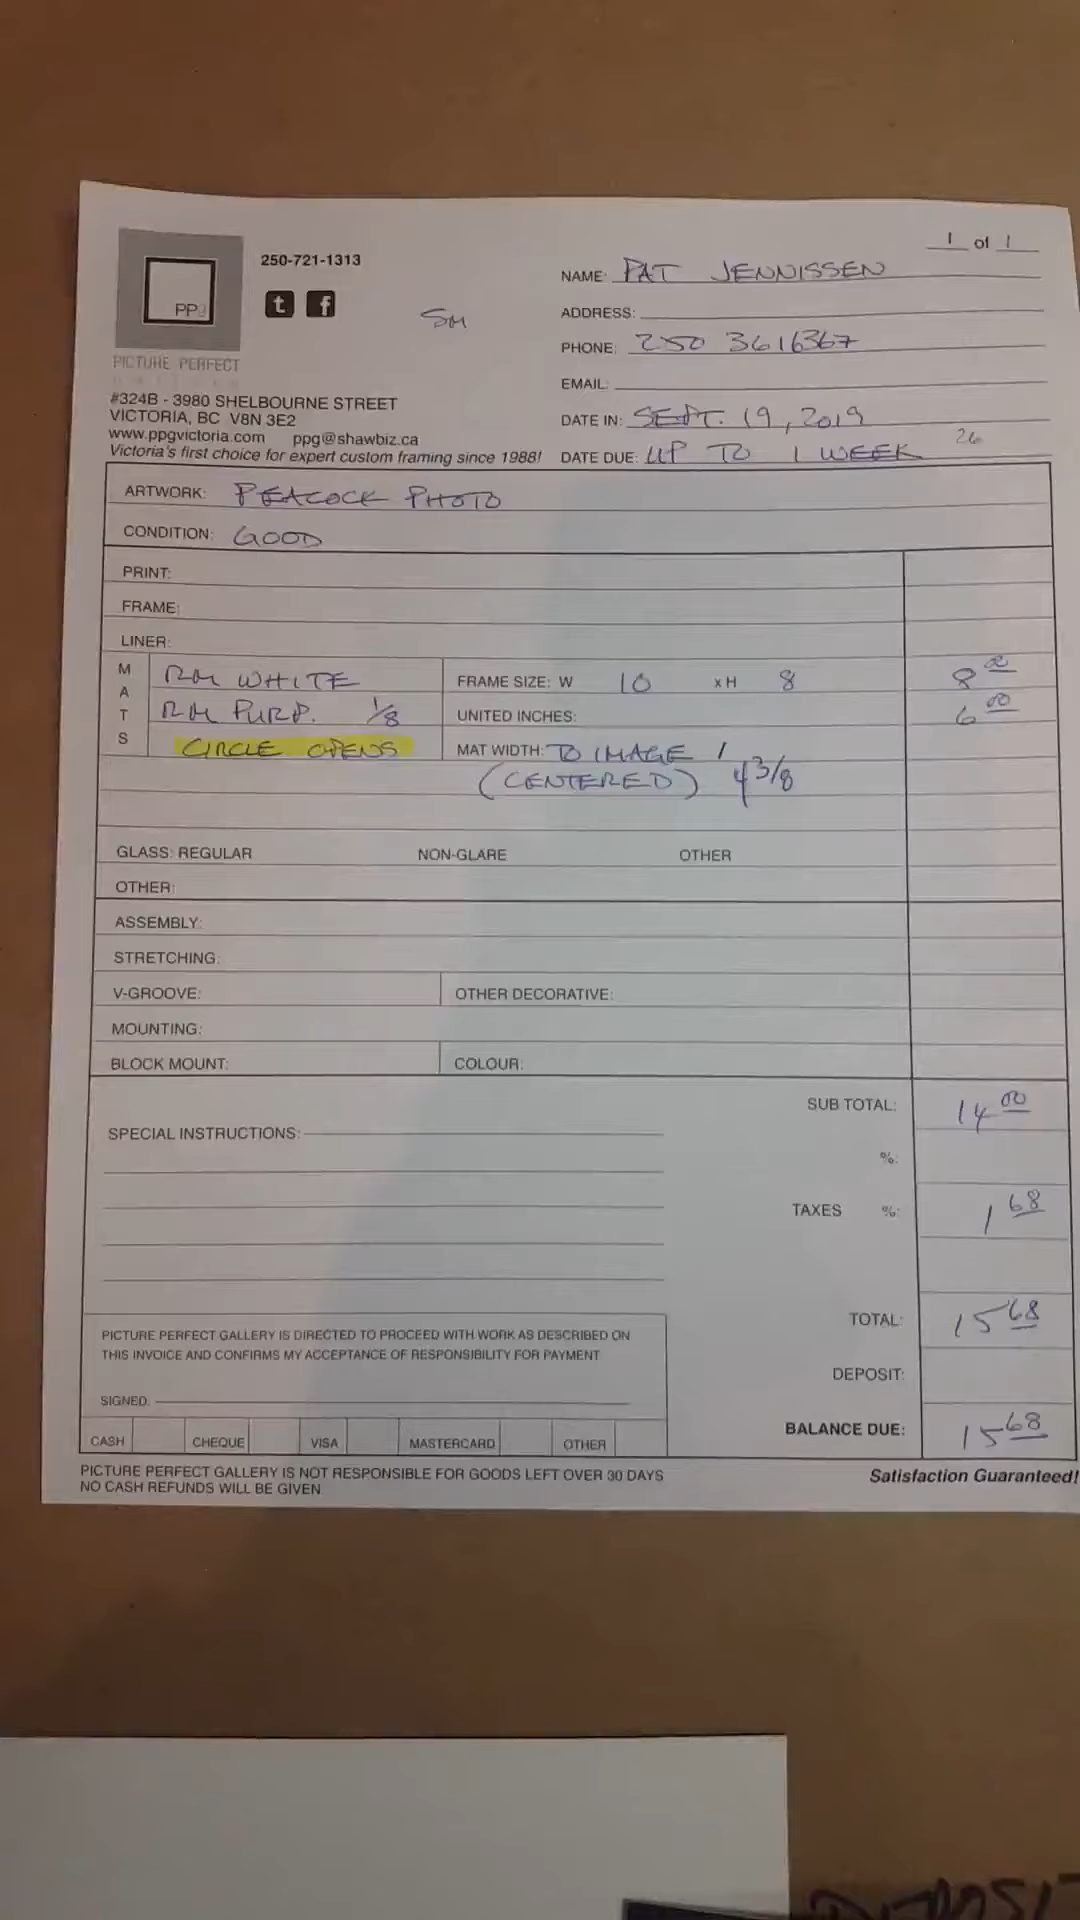 1 of 1
250-721-1313
NAME: PAT JENNISSEN
PPg
t f
SM
ADDRESS:
PHONE: 250 3616367
PICTURE PERFECT
EMAIL:
#324B - 3980 SHELBOURNE STREET
VICTORIA, BC V8N 3E2
DATE IN: SEPT. 19, 2019
www.ppgvictoria.com ppg@shawbiz.ca
Victoria's first choice for expert custom framing since 1988!
DATE DUE: UP TO 1 WEEK 26
ARTWORK: PEACOCK PHOTO
CONDITION: GOOD
PRINT:
FRAME:
LINER:
MATS
RM WHITE
FRAME SIZE: W 10 x H 8
8 00
RM PURP. 1/8
UNITED INCHES:
6 00
CIRCLE OPENS
MAT WIDTH: TO IMAGE /
(CENTERED) 4 3/8
GLASS: REGULAR NON-GLARE OTHER
OTHER:
ASSEMBLY:
STRETCHING:
V-GROOVE: OTHER DECORATIVE:
MOUNTING:
BLOCK MOUNT: COLOUR:
SUB TOTAL: 14 00
SPECIAL INSTRUCTIONS:
%:
TAXES %: 1 68
TOTAL: 15 68
PICTURE PERFECT GALLERY IS DIRECTED TO PROCEED WITH WORK AS DESCRIBED ON
THIS INVOICE AND CONFIRMS MY ACCEPTANCE OF RESPONSIBILITY FOR PAYMENT
DEPOSIT:
SIGNED:
BALANCE DUE: 15 68
CASH CHEQUE VISA MASTERCARD OTHER
PICTURE PERFECT GALLERY IS NOT RESPONSIBLE FOR GOODS LEFT OVER 30 DAYS
NO CASH REFUNDS WILL BE GIVEN
Satisfaction Guaranteed!